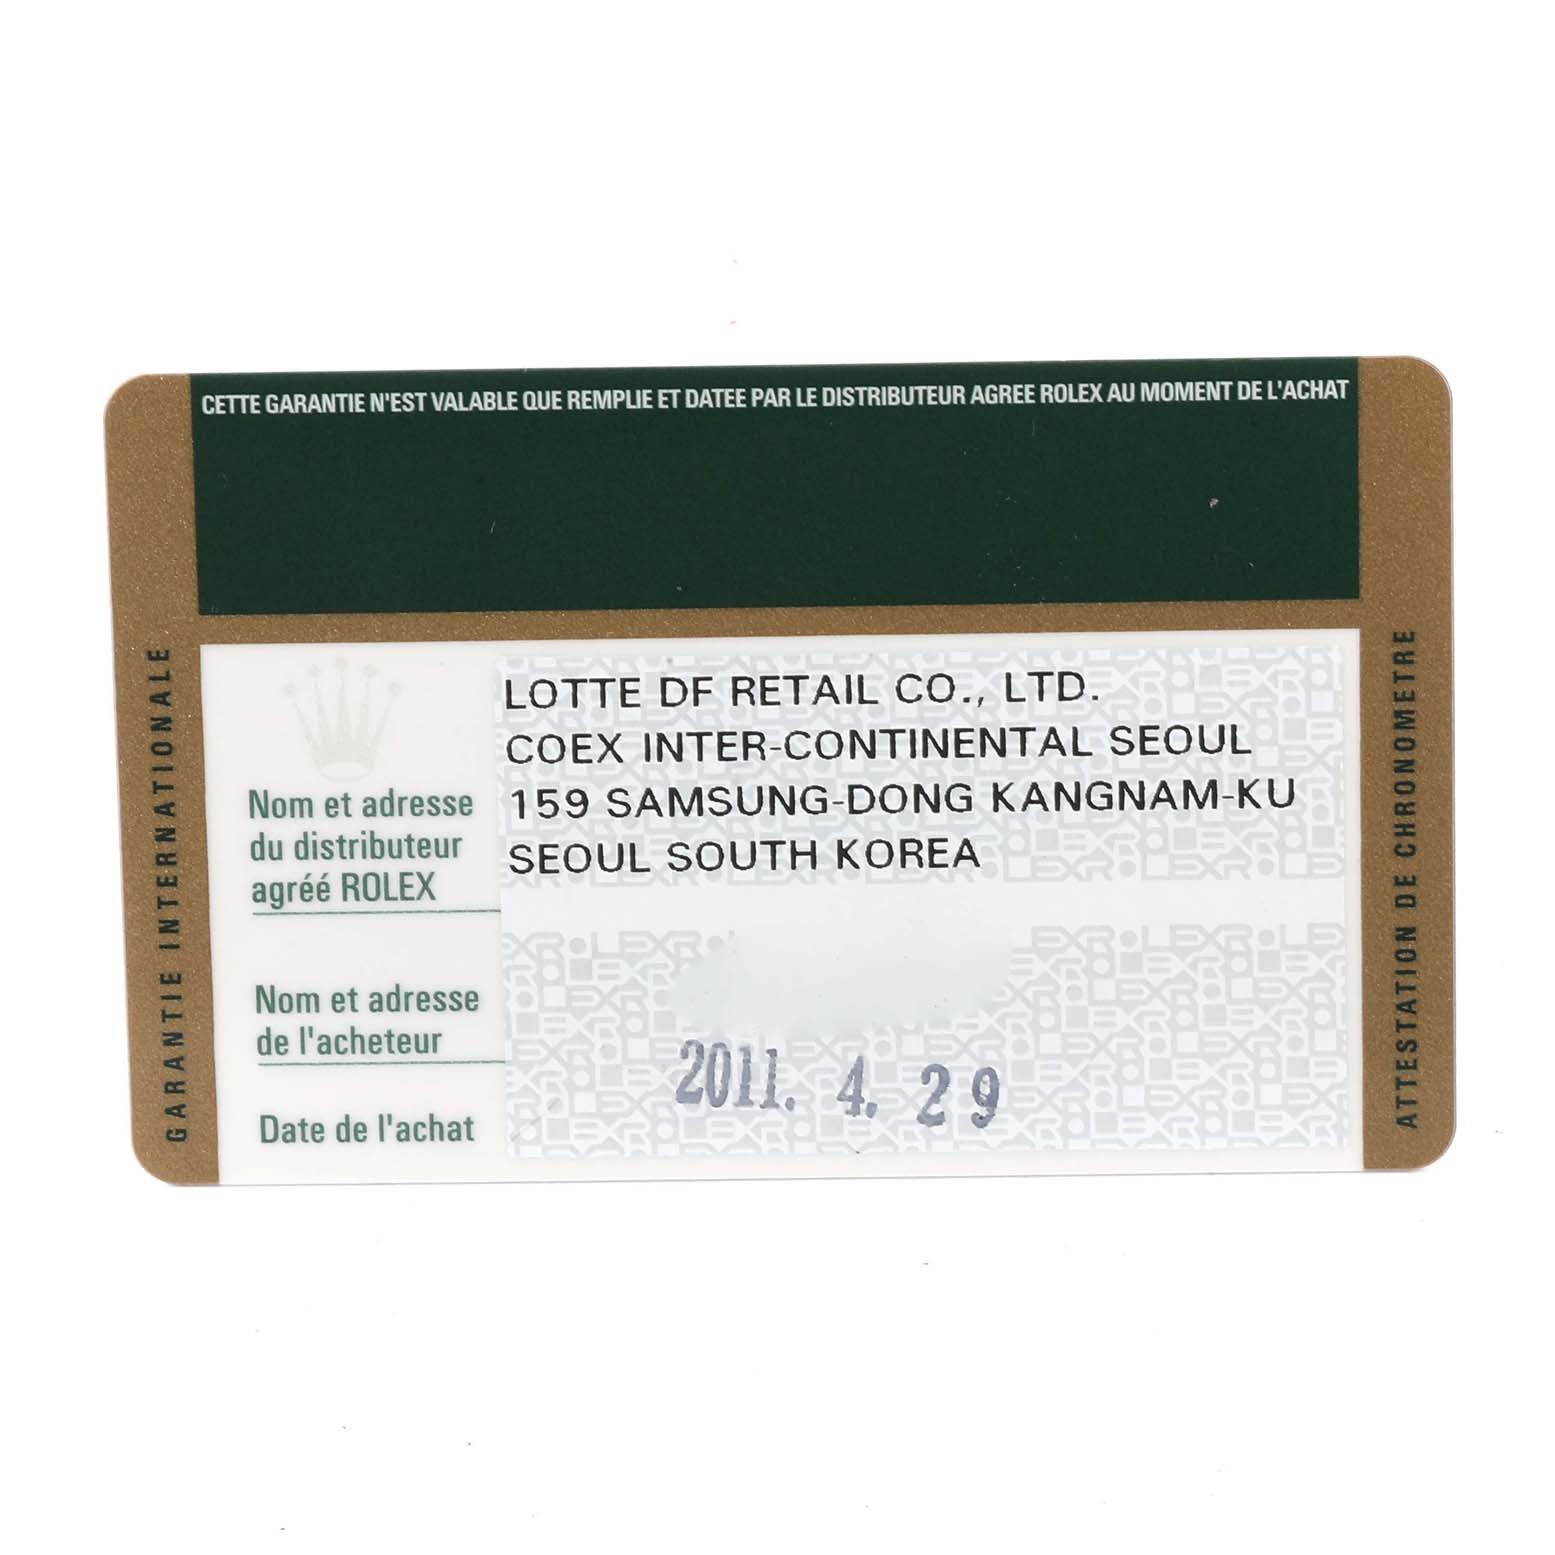 CETTE GARANTIE N'EST VALABLE QUE REMPLIE ET DATEE PAR LE DISTRIBUTEUR AGREE ROLEX AU MOMENT DE L'ACHAT
GARANTIE INTERNATIONALE
Nom et adresse
du distributeur
agréé ROLEX
LOTTE DF RETAIL CO., LTD.
COEX INTER-CONTINENTAL SEOUL
159 SAMSUNG-DONG KANGNAM-KU
SEOUL SOUTH KOREA
Nom et adresse
de l'acheteur
Date de l'achat
2011. 4. 29
ATTESTATION DE CHRONOMETRE